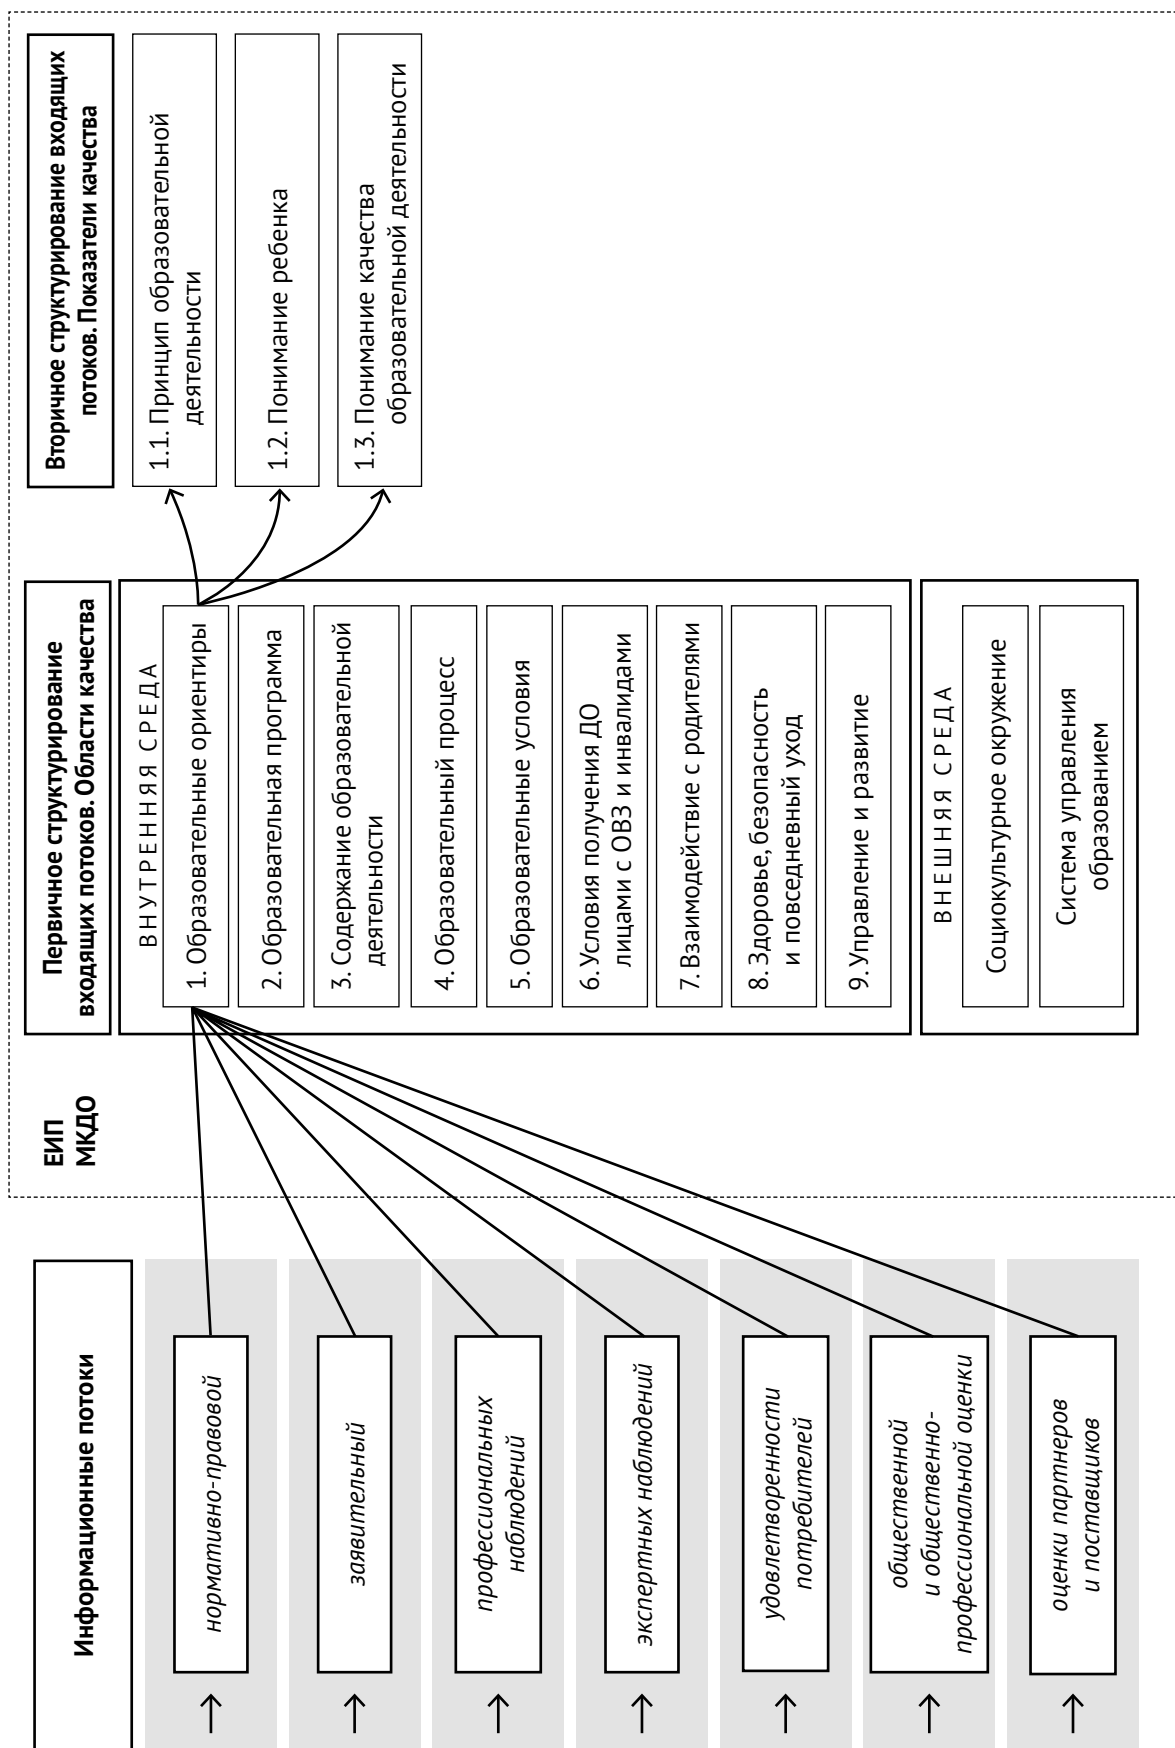 Информационные потоки
нормативно-правовой
заявительный
профессиональных
наблюдений
экспертных наблюдений
удовлетворенности
потребителей
общественной
и общественно-
профессиональной оценки
оценки партнеров
и поставщиков
ЕИП
МКДО
Первичное структурирование
входящих потоков. Области качества
ВНУТРЕННЯЯ СРЕДА
1. Образовательные ориентиры
2. Образовательная программа
3. Содержание образовательной
деятельности
4. Образовательный процесс
5. Образовательные условия
6. Условия получения ДО
лицами с ОВЗ и инвалидами
7. Взаимодействие с родителями
8. Здоровье, безопасность
и повседневный уход
9. Управление и развитие
ВНЕШНЯЯ СРЕДА
Социокультурное окружение
Система управления
образованием
Вторичное структурирование входящих
потоков. Показатели качества
1.1. Принцип образовательной
деятельности
1.2. Понимание ребенка
1.3. Понимание качества
образовательной деятельности